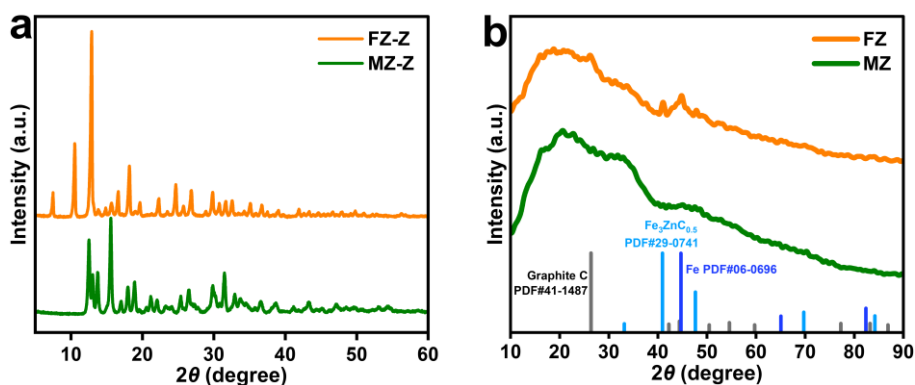 a
FZ-Z
MZ-Z
Intensity (a.u.)
10 20 30 40 50 60
2θ (degree)
b
FZ
MZ
Intensity (a.u.)
Fe₃ZnC₀.₅
PDF#29-0741
Graphite C
PDF#41-1487
Fe PDF#06-0696
10 20 30 40 50 60 70 80 90
2θ (degree)